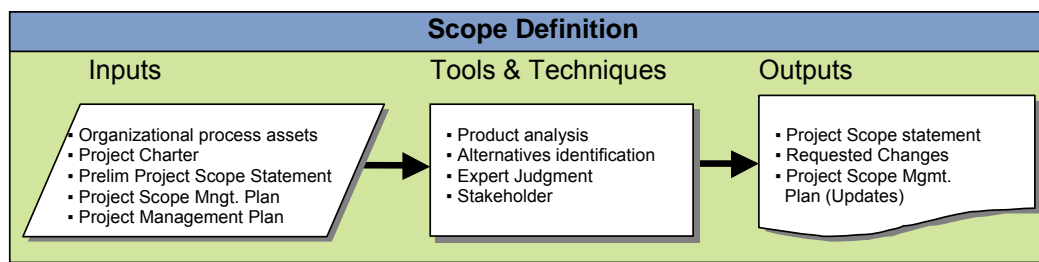 Scope Definition
Inputs
▪ Organizational process assets
▪ Project Charter
▪ Prelim Project Scope Statement
▪ Project Scope Mngt. Plan
▪ Project Management Plan
Tools & Techniques
▪ Product analysis
▪ Alternatives identification
▪ Expert Judgment
▪ Stakeholder
Outputs
▪ Project Scope statement
▪ Requested Changes
▪ Project Scope Mgmt.
Plan (Updates)